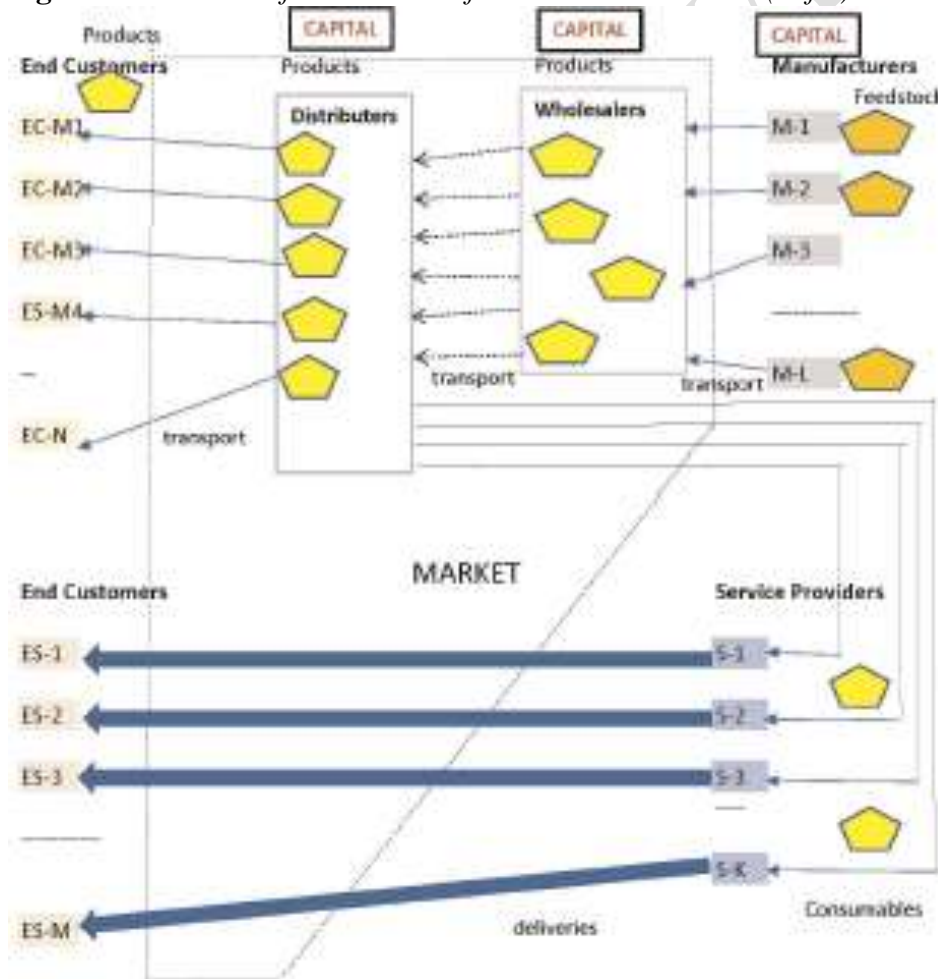 CAPITAL
CAPITAL
CAPITAL
Products
End Customers
Products
Products
Manufacturers
Feedstock
Distributers
Wholesalers
EC-M1
M-1
EC-M2
M-2
EC-M3
M-3
ES-M4
transport
transport
M-L
EC-N
transport
MARKET
End Customers
Service Providers
ES-1
S-1
ES-2
S-2
ES-3
S-3
S-K
ES-M
deliveries
Consumables